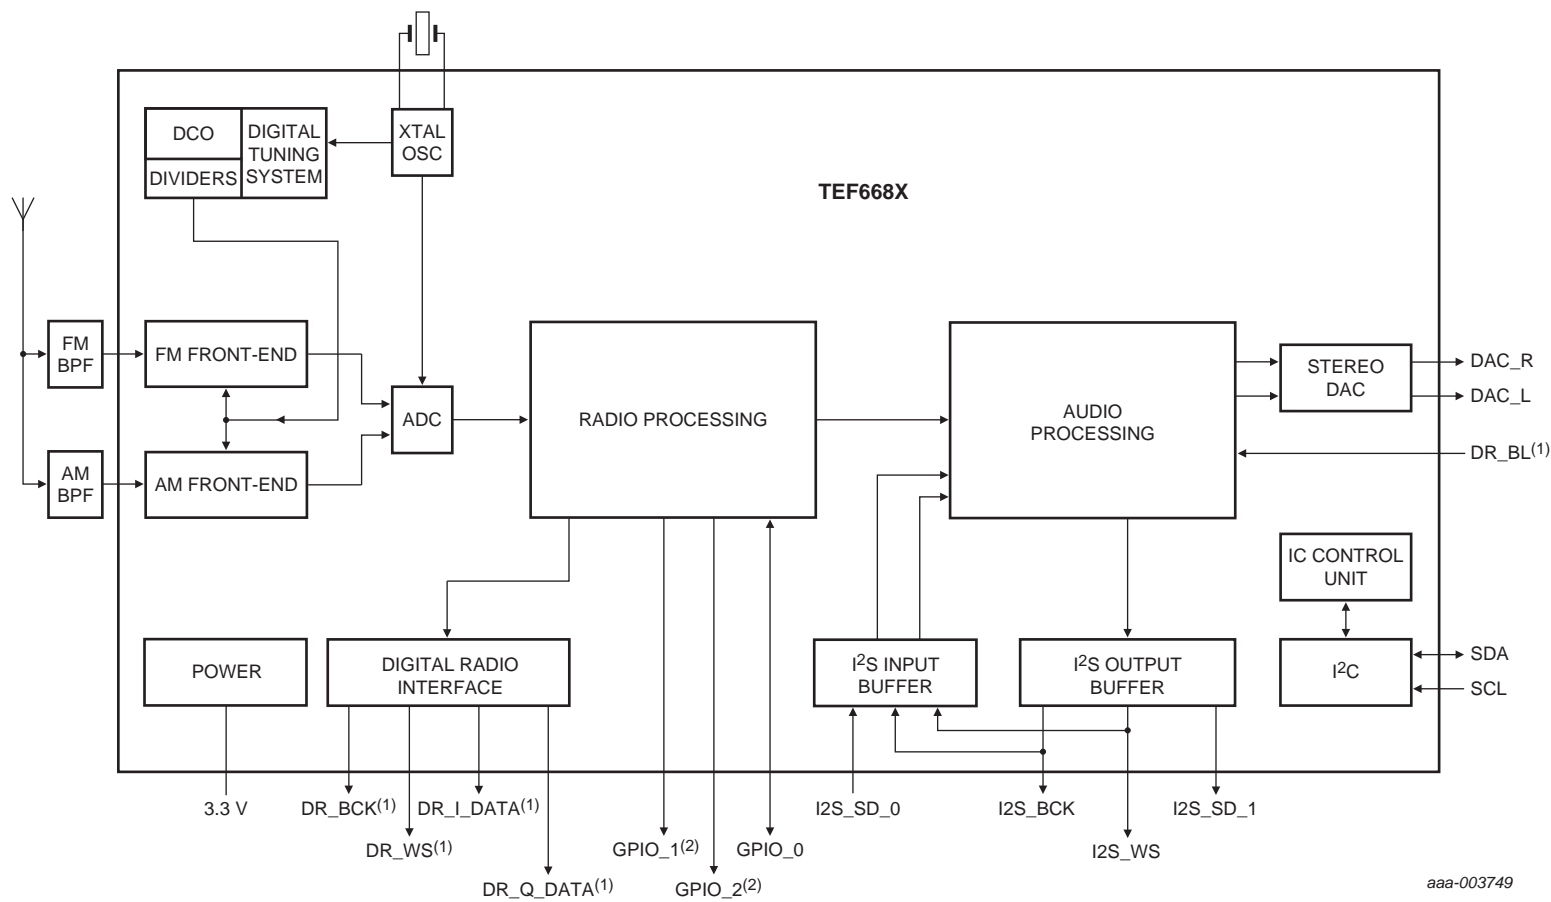 DCO
DIVIDERS
DIGITAL
TUNING
SYSTEM
XTAL
OSC
TEF668X
FM
BPF
FM FRONT-END
AM
BPF
AM FRONT-END
ADC
RADIO PROCESSING
AUDIO
PROCESSING
STEREO
DAC
DAC_R
DAC_L
DR_BL(1)
IC CONTROL
UNIT
I2C
SDA
SCL
POWER
DIGITAL RADIO
INTERFACE
I2S INPUT
BUFFER
I2S OUTPUT
BUFFER
3.3 V
DR_BCK(1)
DR_I_DATA(1)
DR_WS(1)
DR_Q_DATA(1)
GPIO_1(2)
GPIO_0
GPIO_2(2)
I2S_SD_0
I2S_BCK
I2S_SD_1
I2S_WS
aaa-003749